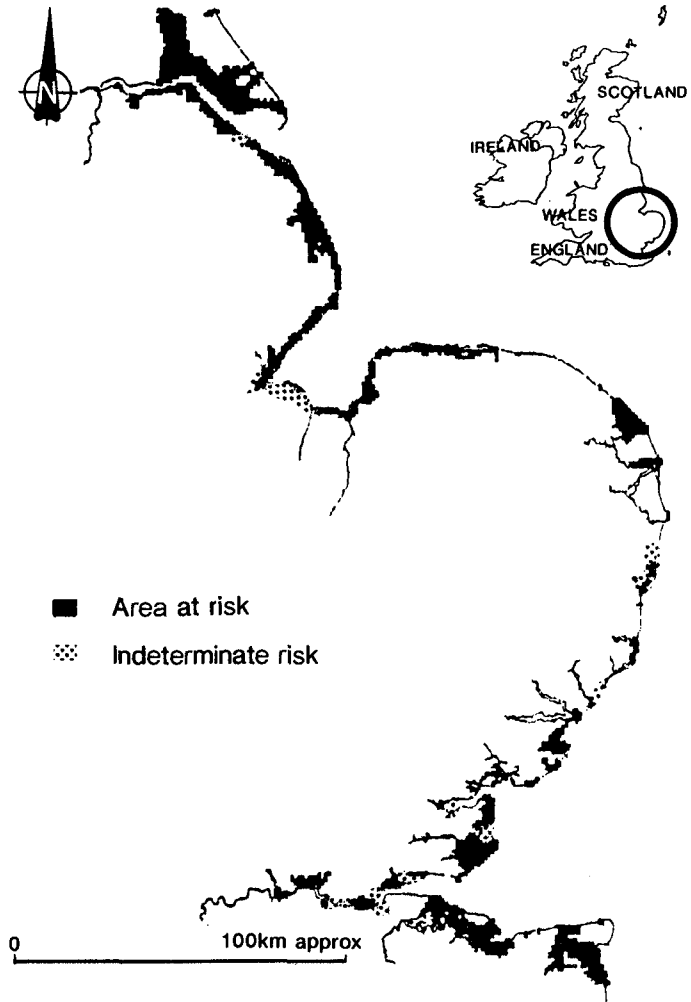 N
SCOTLAND
IRELAND
WALES
ENGLAND
Area at risk
Indeterminate risk
0
100km approx